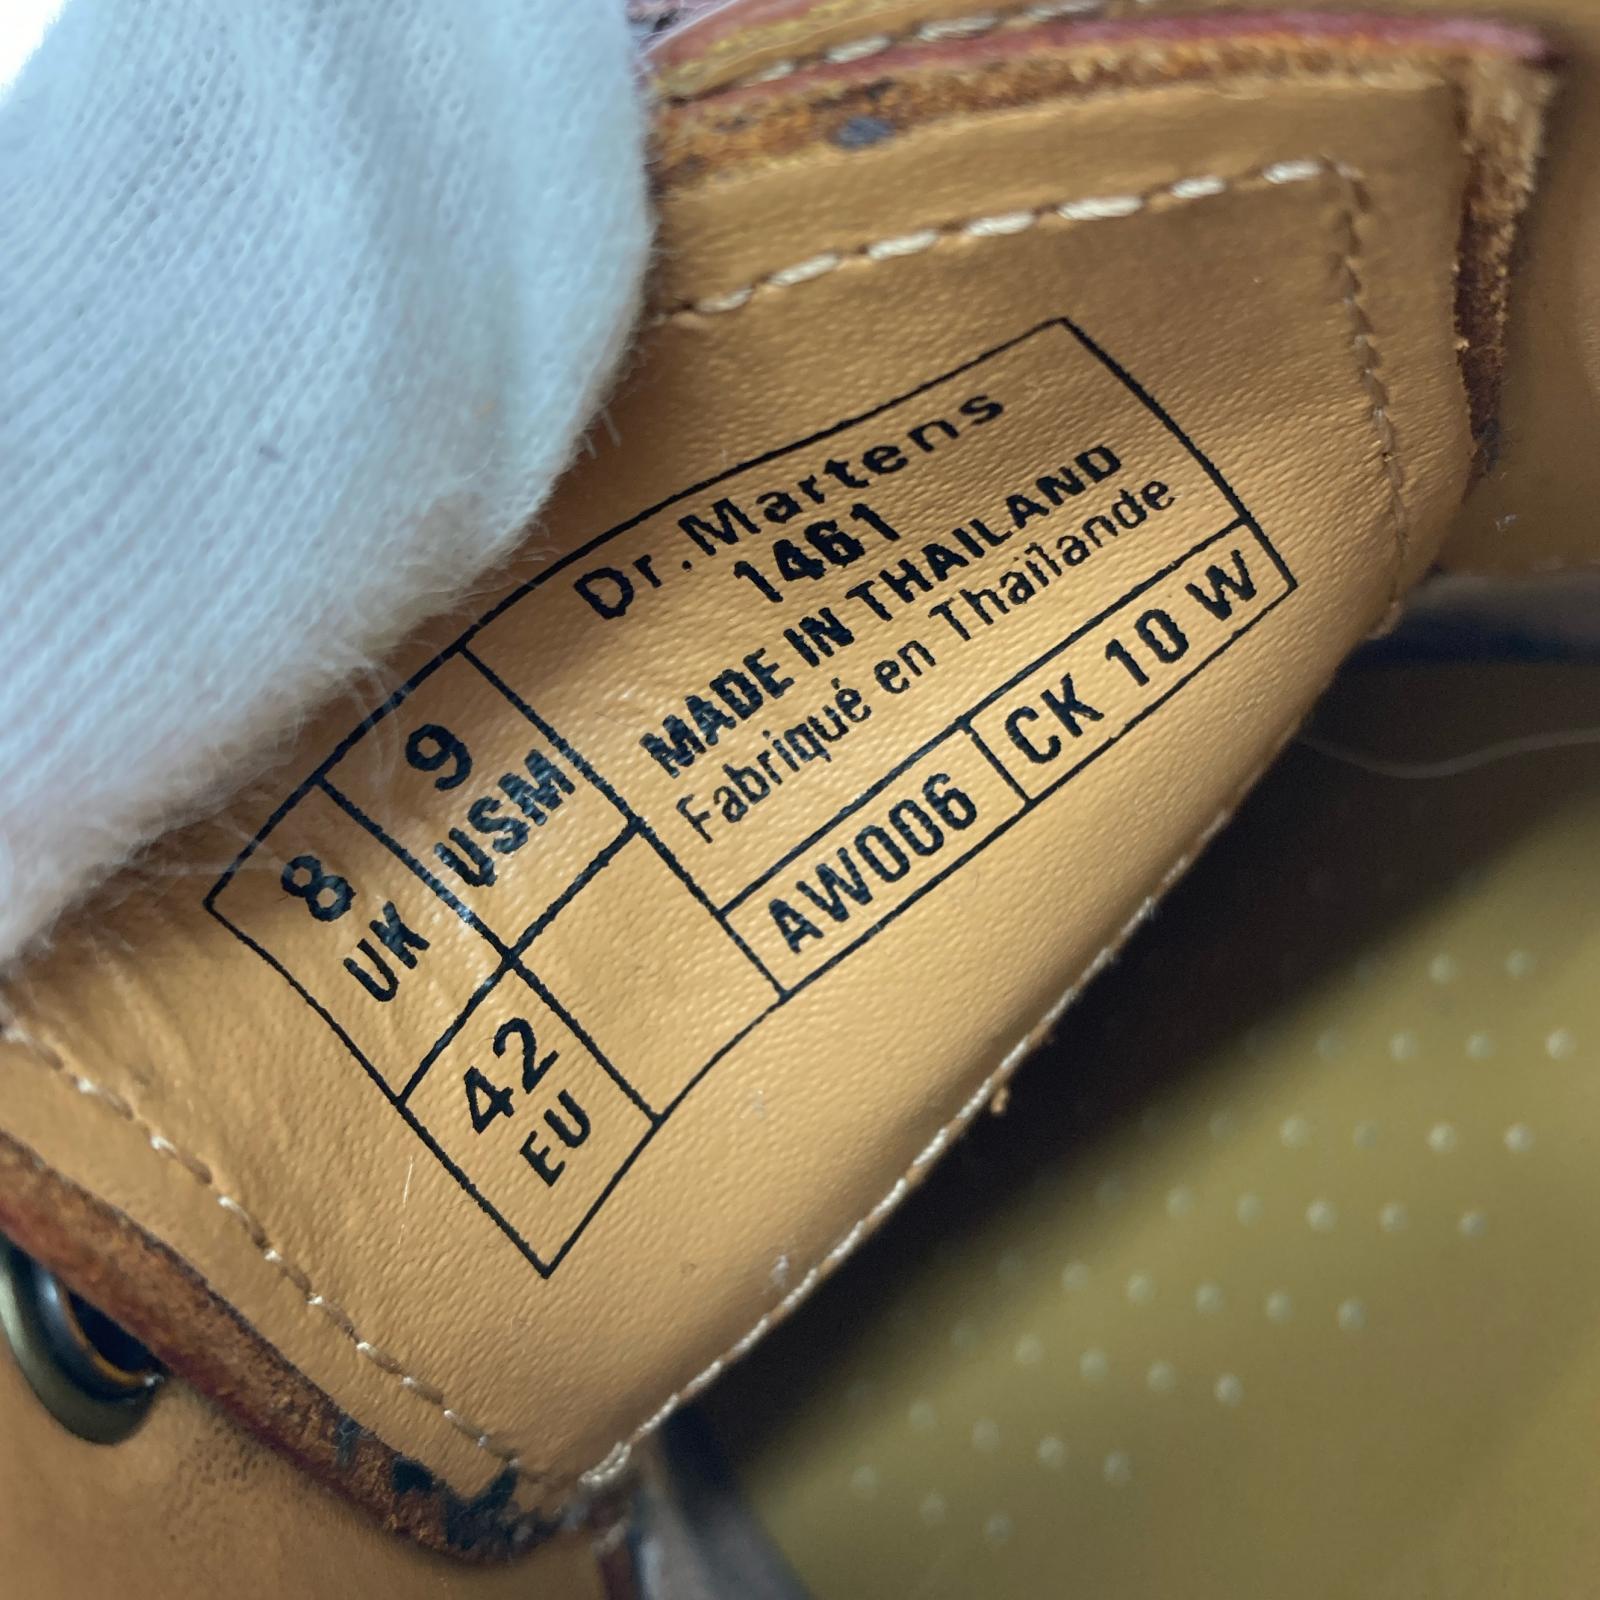 Dr.Martens
1461
MADE IN THAILAND
Fabriqué en Thaïlande
AW006 CK 10 W
8 UK
9 USM
42 EU